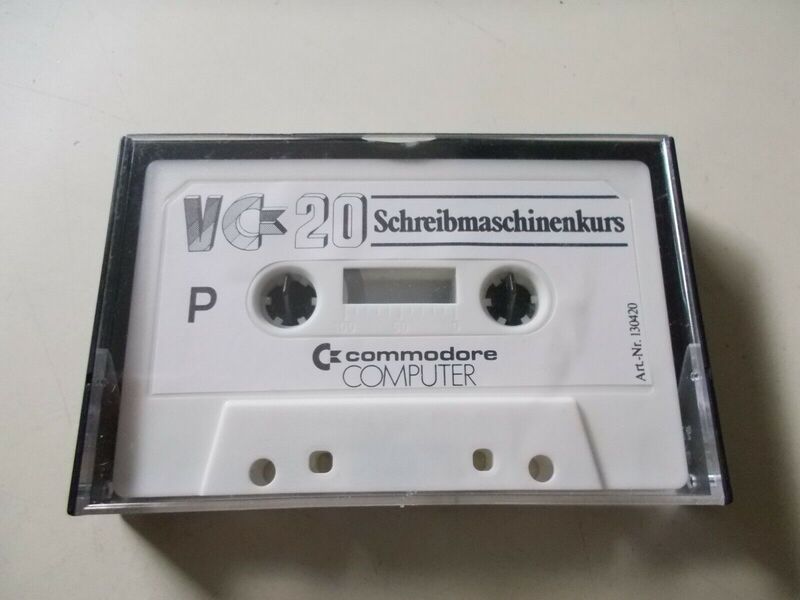 VC 20 Schreibmaschinenkurs
P
100 50 0
commodore
COMPUTER
Art.-Nr. 130420